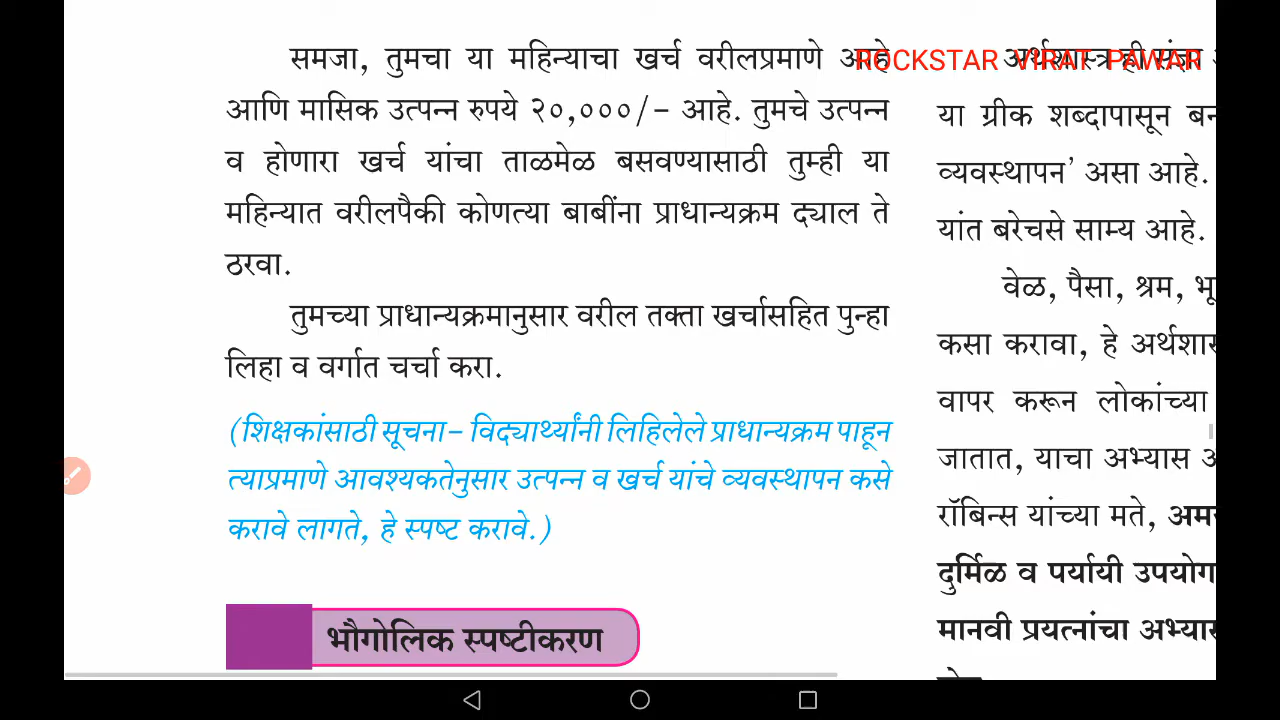 समजा, तुमचा या महिन्याचा खर्च वरीलप्रमाणे आहे
आणि मासिक उत्पन्न रुपये २०,०००/- आहे. तुमचे उत्पन्न
व होणारा खर्च यांचा ताळमेळ बसवण्यासाठी तुम्ही या
महिन्यात वरीलपैकी कोणत्या बाबींना प्राधान्यक्रम द्याल ते
ठरवा.
तुमच्या प्राधान्यक्रमानुसार वरील तक्ता खर्चासहित पुन्हा
लिहा व वर्गात चर्चा करा.
(शिक्षकांसाठी सूचना- विद्यार्थ्यांनी लिहिलेले प्राधान्यक्रम पाहून
त्याप्रमाणे आवश्यकतेनुसार उत्पन्न व खर्च यांचे व्यवस्थापन कसे
करावे लागते, हे स्पष्ट करावे.)
भौगोलिक स्पष्टीकरण
ROCKSTAR VIRAT PAWAR
अर्थशास्त्र ही संज्ञा
या ग्रीक शब्दापासून
व्यवस्थापन’ असा आहे.
यांत बरेचसे साम्य आहे.
वेळ, पैसा, श्रम,
कसा करावा, हे
वापर करून लोकांच्या
जातात, याचा अभ्यास
रॉबिन्स यांच्या मते,
दुर्मिळ व पर्यायी
मानवी प्रयत्नांचा